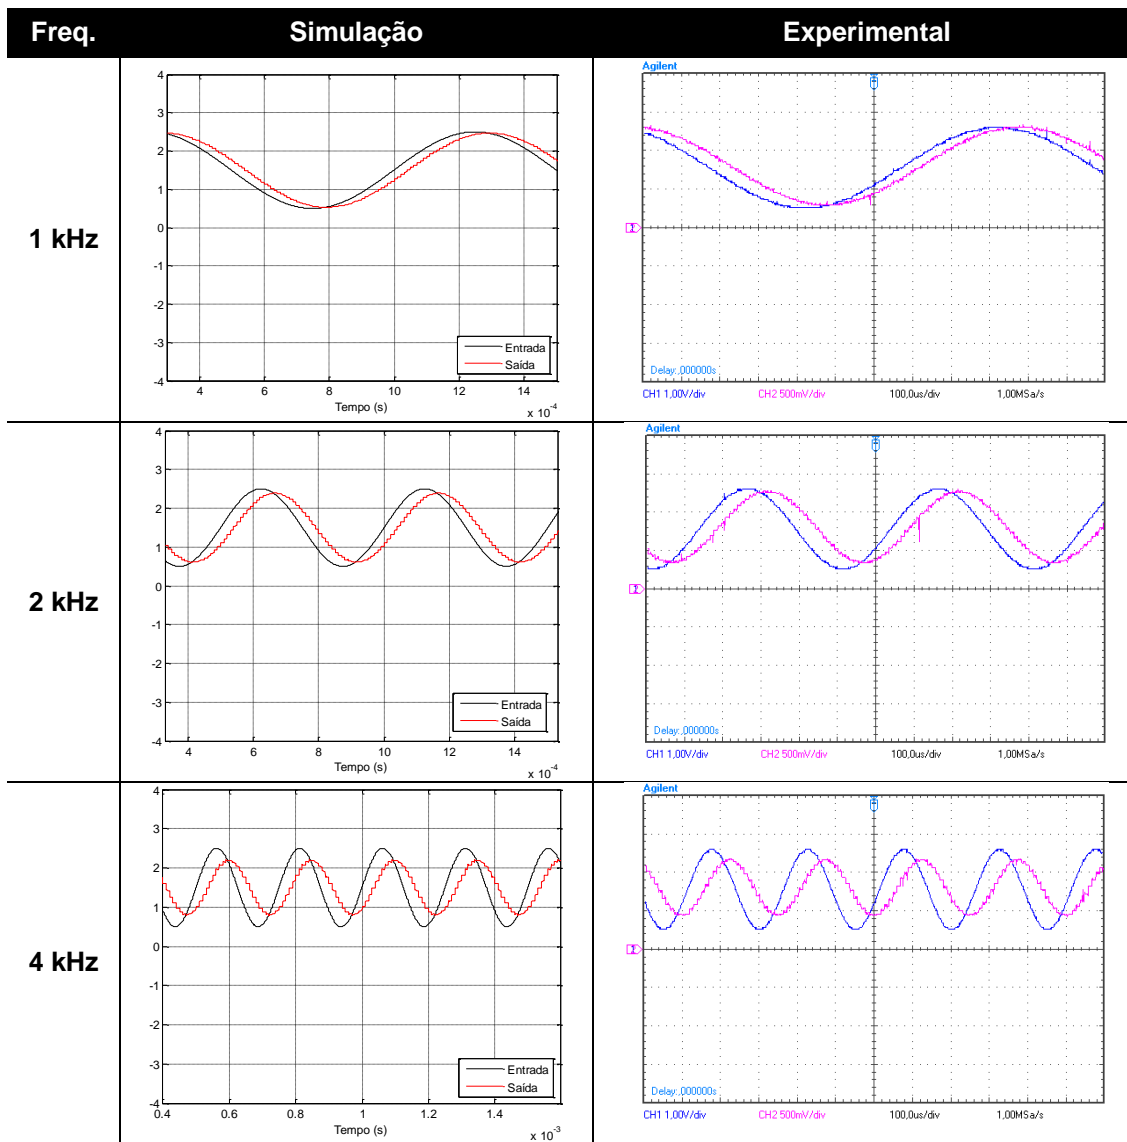 Freq. Simulação Experimental
1 kHz
4
3
2
1
0
-1
-2
-3
-4
4 6 8 10 12 14
Tempo (s)
x 10-4
Entrada
Saída
Agilent
2
Delay:,000000s
CH1 1,00V/div CH2 500mV/div 100,0us/div 1,00MSa/s
2 kHz
4
3
2
1
0
-1
-2
-3
-4
4 6 8 10 12 14
Tempo (s)
x 10-4
Entrada
Saída
Agilent
2
Delay:,000000s
CH1 1,00V/div CH2 500mV/div 100,0us/div 1,00MSa/s
4 kHz
4
3
2
1
0
-1
-2
-3
-4
0.4 0.6 0.8 1 1.2 1.4
Tempo (s)
x 10-3
Entrada
Saída
Agilent
2
Delay:,000000s
CH1 1,00V/div CH2 500mV/div 100,0us/div 1,00MSa/s